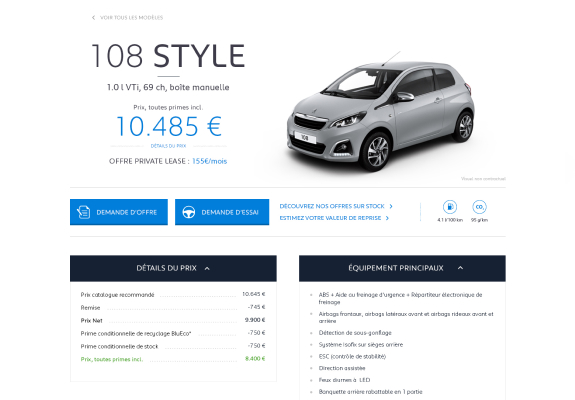 VOIR TOUS LES MODÈLES
108 STYLE
1.0 l VTi, 69 ch, boîte manuelle
Prix, toutes primes incl.
10.485 €
DÉTAILS DU PRIX
OFFRE PRIVATE LEASE : 155€/mois
108
Visuel non contractuel
DEMANDE D'OFFRE
DEMANDE D'ESSAI
DÉCOUVREZ NOS OFFRES SUR STOCK
ESTIMEZ VOTRE VALEUR DE REPRISE
CO₂
4.1 l/100 km
95 g/km
DÉTAILS DU PRIX
Prix catalogue recommandé 10.645 €
Remise -745 €
Prix Net 9.900 €
Prime conditionnelle de recyclage BluEco* -750 €
Prime conditionnelle de stock -750 €
Prix, toutes primes incl. 8.400 €
ÉQUIPEMENT PRINCIPAUX
ABS + Aide au freinage d'urgence + Répartiteur électronique de
freinage
Airbags frontaux, airbags latéraux avant et airbags rideaux avant et
arrière
Détection de sous-gonflage
Système Isofix sur sièges arrière
ESC (contrôle de stabilité)
Direction assistée
Feux diurnes à LED
Banquette arrière rabattable en 1 partie